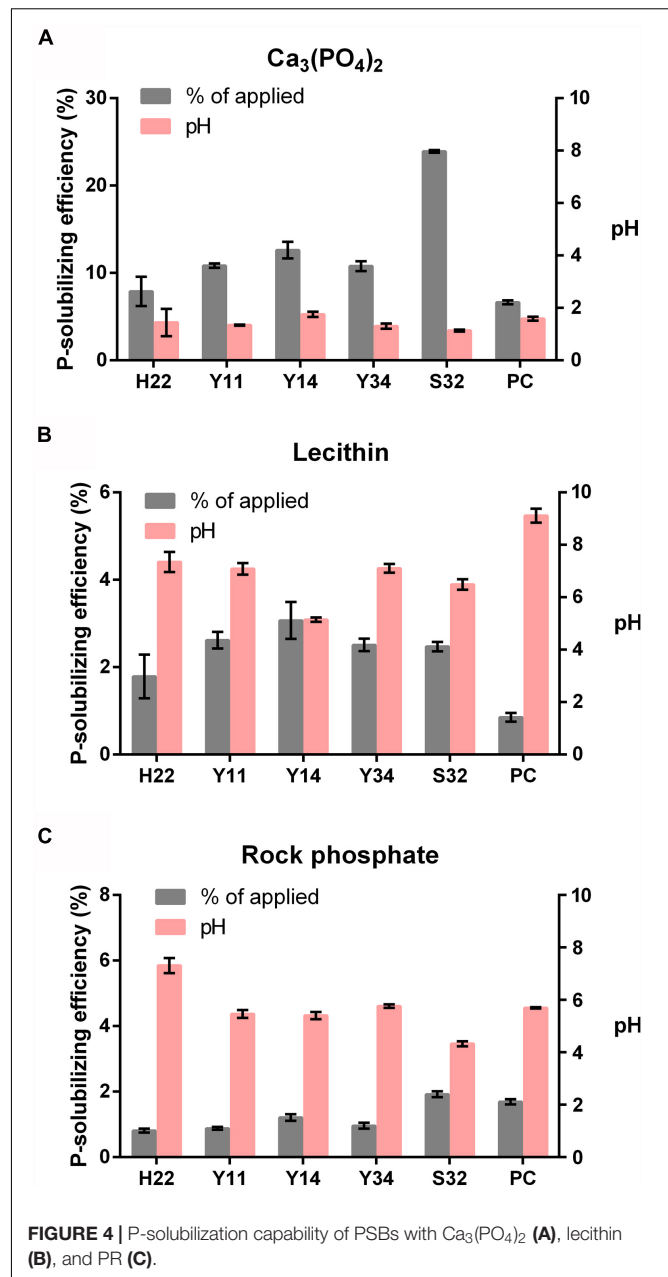 A
Ca₃(PO₄)₂
P-solubilizing efficiency (%)
30
20
10
0
% of applied
pH
10
8
6
4
2
0
pH
H22 Y11 Y14 Y34 S32 PC
B
Lecithin
P-solubilizing efficiency (%)
6
4
2
0
% of applied
pH
10
8
6
4
2
0
pH
H22 Y11 Y14 Y34 S32 PC
C
Rock phosphate
P-solubilizing efficiency (%)
8
6
4
2
0
% of applied
pH
10
8
6
4
2
0
pH
H22 Y11 Y14 Y34 S32 PC
FIGURE 4 | P-solubilization capability of PSBs with Ca₃(PO₄)₂ (A), lecithin
(B), and PR (C).